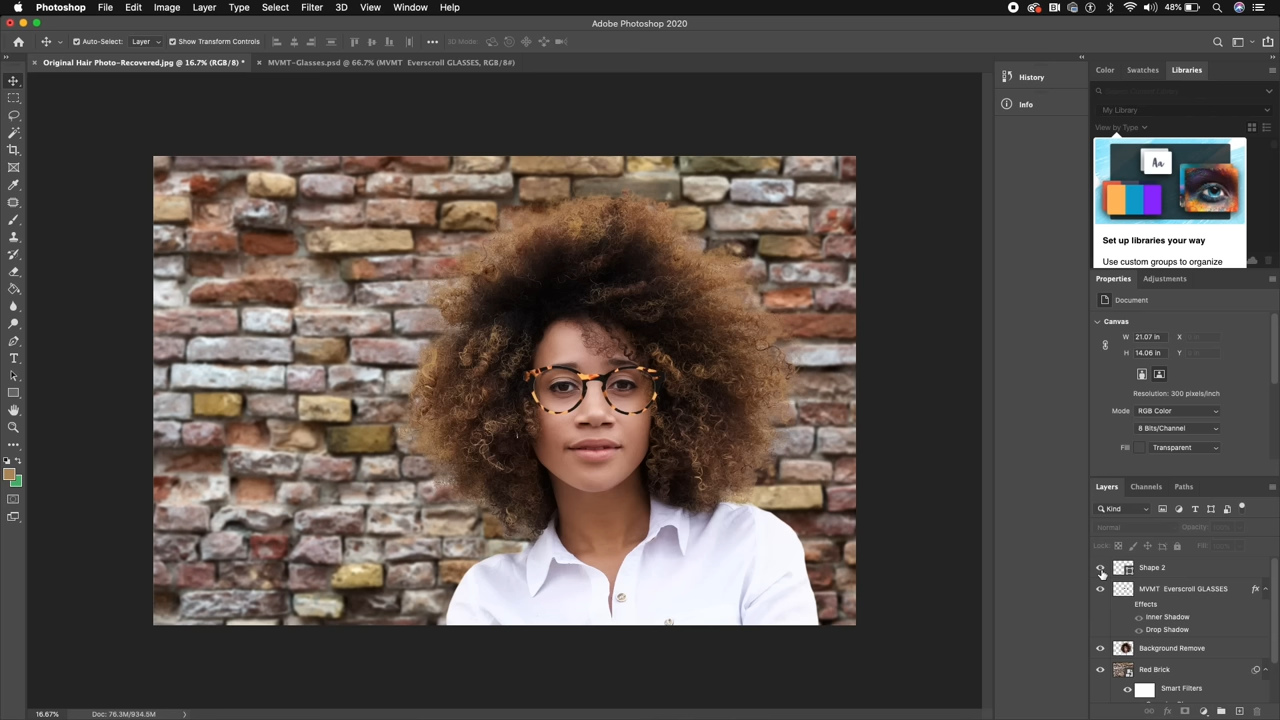 Photoshop File Edit Image Layer Type Select Filter 3D View Window Help 48%
Adobe Photoshop 2020
Auto-Select: Layer Show Transform Controls 3D Mode:
Original Hair Photo-Recovered.jpg @ 16.7% (RGB/8) * MVMT-Glasses.psd @ 66.7% (MVMT Everscroll GLASSES, RGB/8#)
History
Info
Color Swatches Libraries
My Library
View by Type
Aa
Set up libraries your way
Use custom groups to organize
Properties Adjustments
Document
Canvas
W 21.07 in X
H 14.06 in Y
Resolution: 300 pixels/inch
Mode RGB Color
8 Bits/Channel
Fill Transparent
Layers Channels Paths
Kind
Normal Opacity:
Lock: Fill:
Shape 2
MVMT Everscroll GLASSES fx
Effects
Inner Shadow
Drop Shadow
Background Remove
Red Brick
Smart Filters
16.67% Doc: 76.3M/934.5M
fx